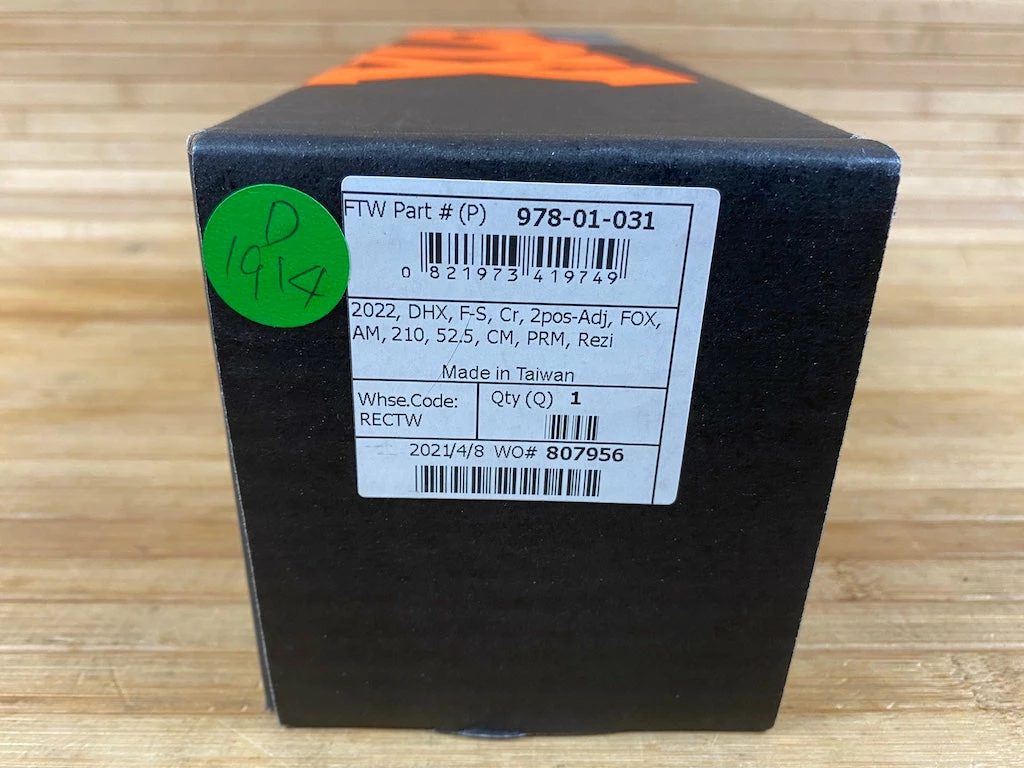 D
1914
FTW Part # (P) 978-01-031
0 821973 419749
2022, DHX, F-S, Cr, 2pos-Adj, FOX,
AM, 210, 52.5, CM, PRM, Rezi
Made in Taiwan
Whse.Code:
RECTW
Qty (Q) 1
2021/4/8 WO# 807956